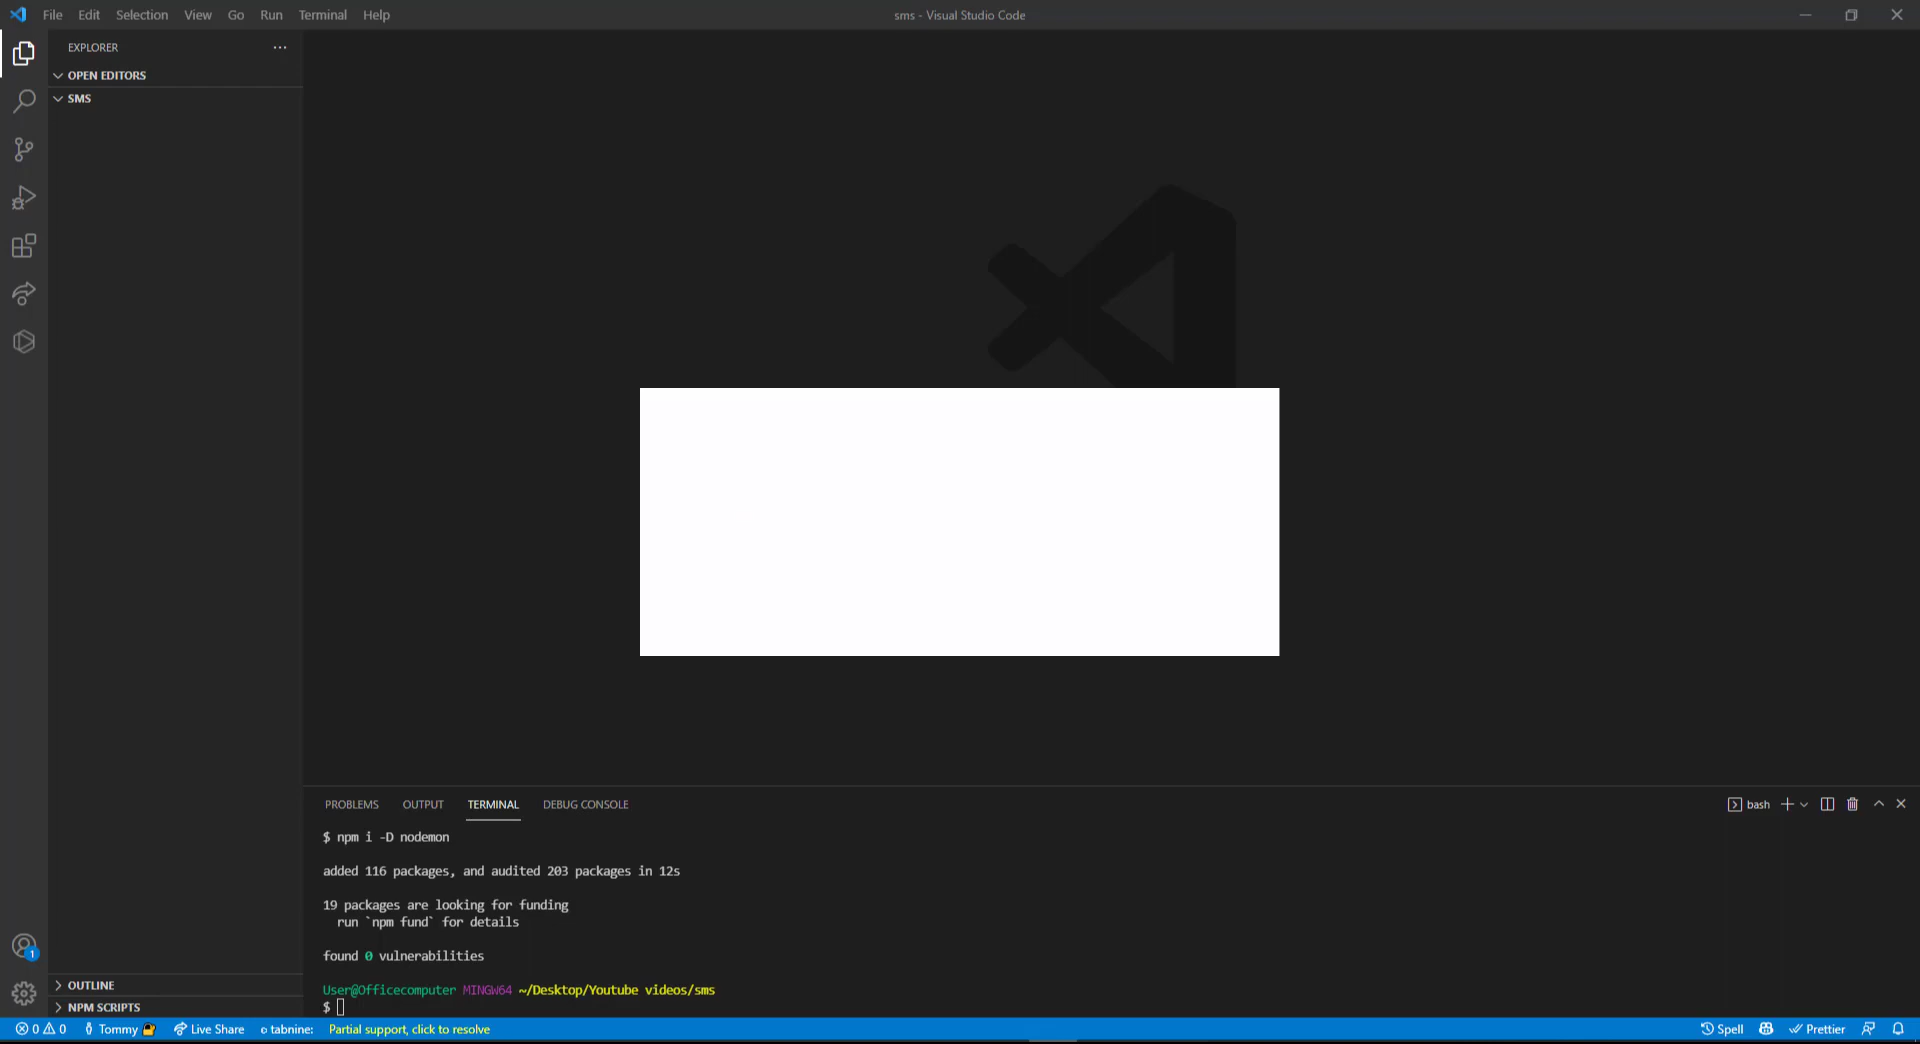 File Edit Selection View Go Run Terminal Help
sms - Visual Studio Code
EXPLORER
OPEN EDITORS
SMS
PROBLEMS OUTPUT TERMINAL DEBUG CONSOLE
bash
$ npm i -D nodemon
added 116 packages, and audited 203 packages in 12s
19 packages are looking for funding
run `npm fund` for details
found 0 vulnerabilities
User@Officecomputer MINGW64 ~/Desktop/Youtube videos/sms
$
1
OUTLINE
NPM SCRIPTS
0 0 Tommy Live Share tabnine: Partial support, click to resolve
Spell Prettier